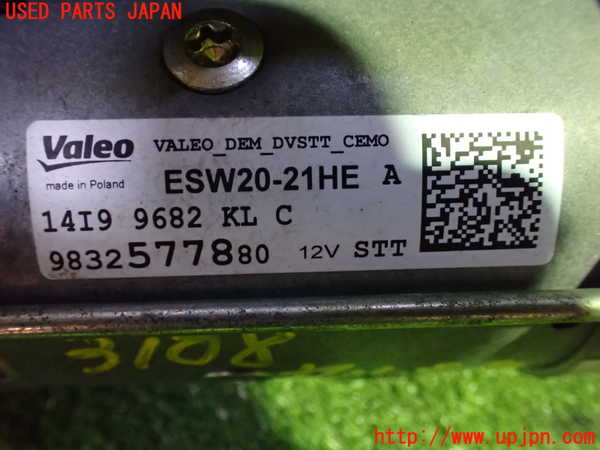 USED PARTS JAPAN
Valeo VALEO_DEM_DVSTT_CEMO
made in Poland ESW20-21HE A
14I9 9682 KL C
9832577880 12V STT
3108
http://www.upjpn.com